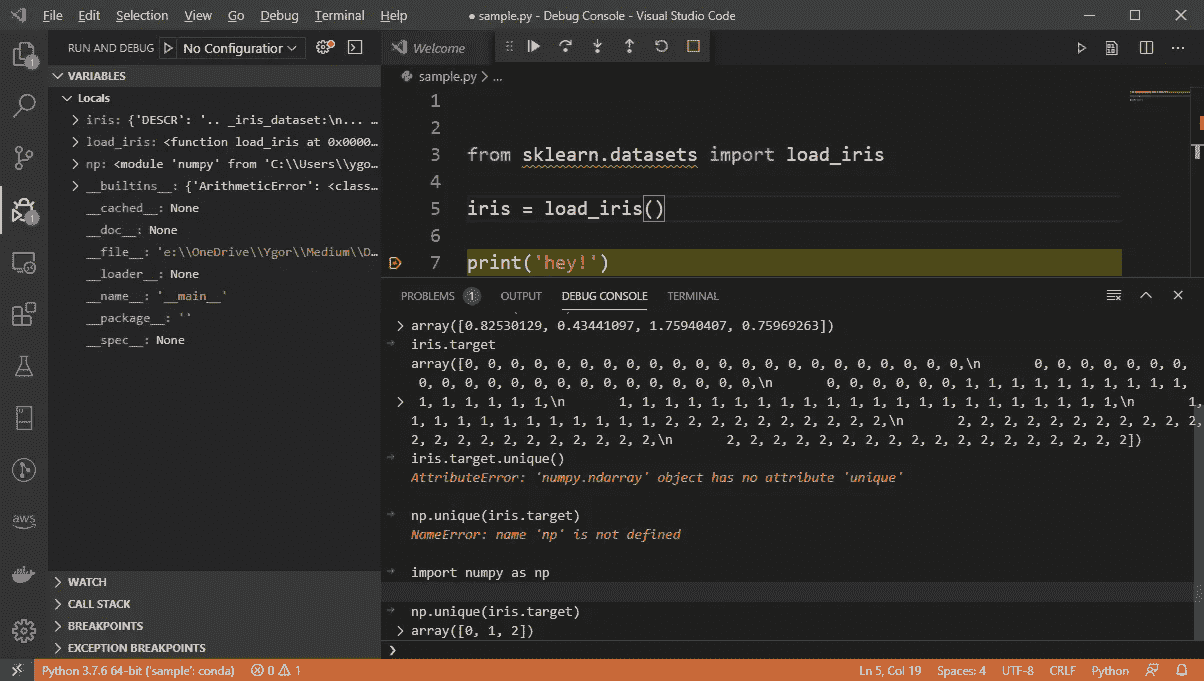 File Edit Selection View Go Debug Terminal Help
● sample.py - Debug Console - Visual Studio Code
RUN AND DEBUG No Configuration
Welcome
1
VARIABLES
Locals
iris: {'DESCR': '.. _iris_dataset:\n... …
load_iris: <function load_iris at 0x0000…
np: <module 'numpy' from 'C:\\Users\\ygo…
__builtins__: {'ArithmeticError': <class…
__cached__: None
__doc__: None
__file__: 'e:\\OneDrive\\Ygor\\Medium\\D…
__loader__: None
__name__: '__main__'
__package__: ''
__spec__: None
1
aws
WATCH
CALL STACK
BREAKPOINTS
EXCEPTION BREAKPOINTS
sample.py > ...
1
2
3 from sklearn.datasets import load_iris
4
5 iris = load_iris()
6
7 print('hey!')
PROBLEMS 1 OUTPUT DEBUG CONSOLE TERMINAL
array([0.82530129, 0.43441097, 1.75940407, 0.75969263])
iris.target
array([0, 0, 0, 0, 0, 0, 0, 0, 0, 0, 0, 0, 0, 0, 0, 0, 0, 0, 0, 0, 0, 0,\n       0, 0, 0, 0, 0, 0, 0,
0, 0, 0, 0, 0, 0, 0, 0, 0, 0, 0, 0, 0, 0, 0,\n       0, 0, 0, 0, 0, 0, 1, 1, 1, 1, 1, 1, 1, 1, 1, 1,
1, 1, 1, 1, 1, 1,\n       1, 1, 1, 1, 1, 1, 1, 1, 1, 1, 1, 1, 1, 1, 1, 1, 1, 1, 1, 1, 1, 1,\n       1,
1, 1, 1, 1, 1, 1, 1, 1, 1, 1, 1, 2, 2, 2, 2, 2, 2, 2, 2, 2, 2,\n       2, 2, 2, 2, 2, 2, 2, 2, 2, 2, 2,
2, 2, 2, 2, 2, 2, 2, 2, 2, 2, 2,\n       2, 2, 2, 2, 2, 2, 2, 2, 2, 2, 2, 2, 2, 2, 2, 2, 2, 2])
iris.target.unique()
AttributeError: 'numpy.ndarray' object has no attribute 'unique'
np.unique(iris.target)
NameError: name 'np' is not defined
import numpy as np
np.unique(iris.target)
array([0, 1, 2])
Python 3.7.6 64-bit ('sample': conda) 0 1 Ln 5, Col 19 Spaces: 4 UTF-8 CRLF Python